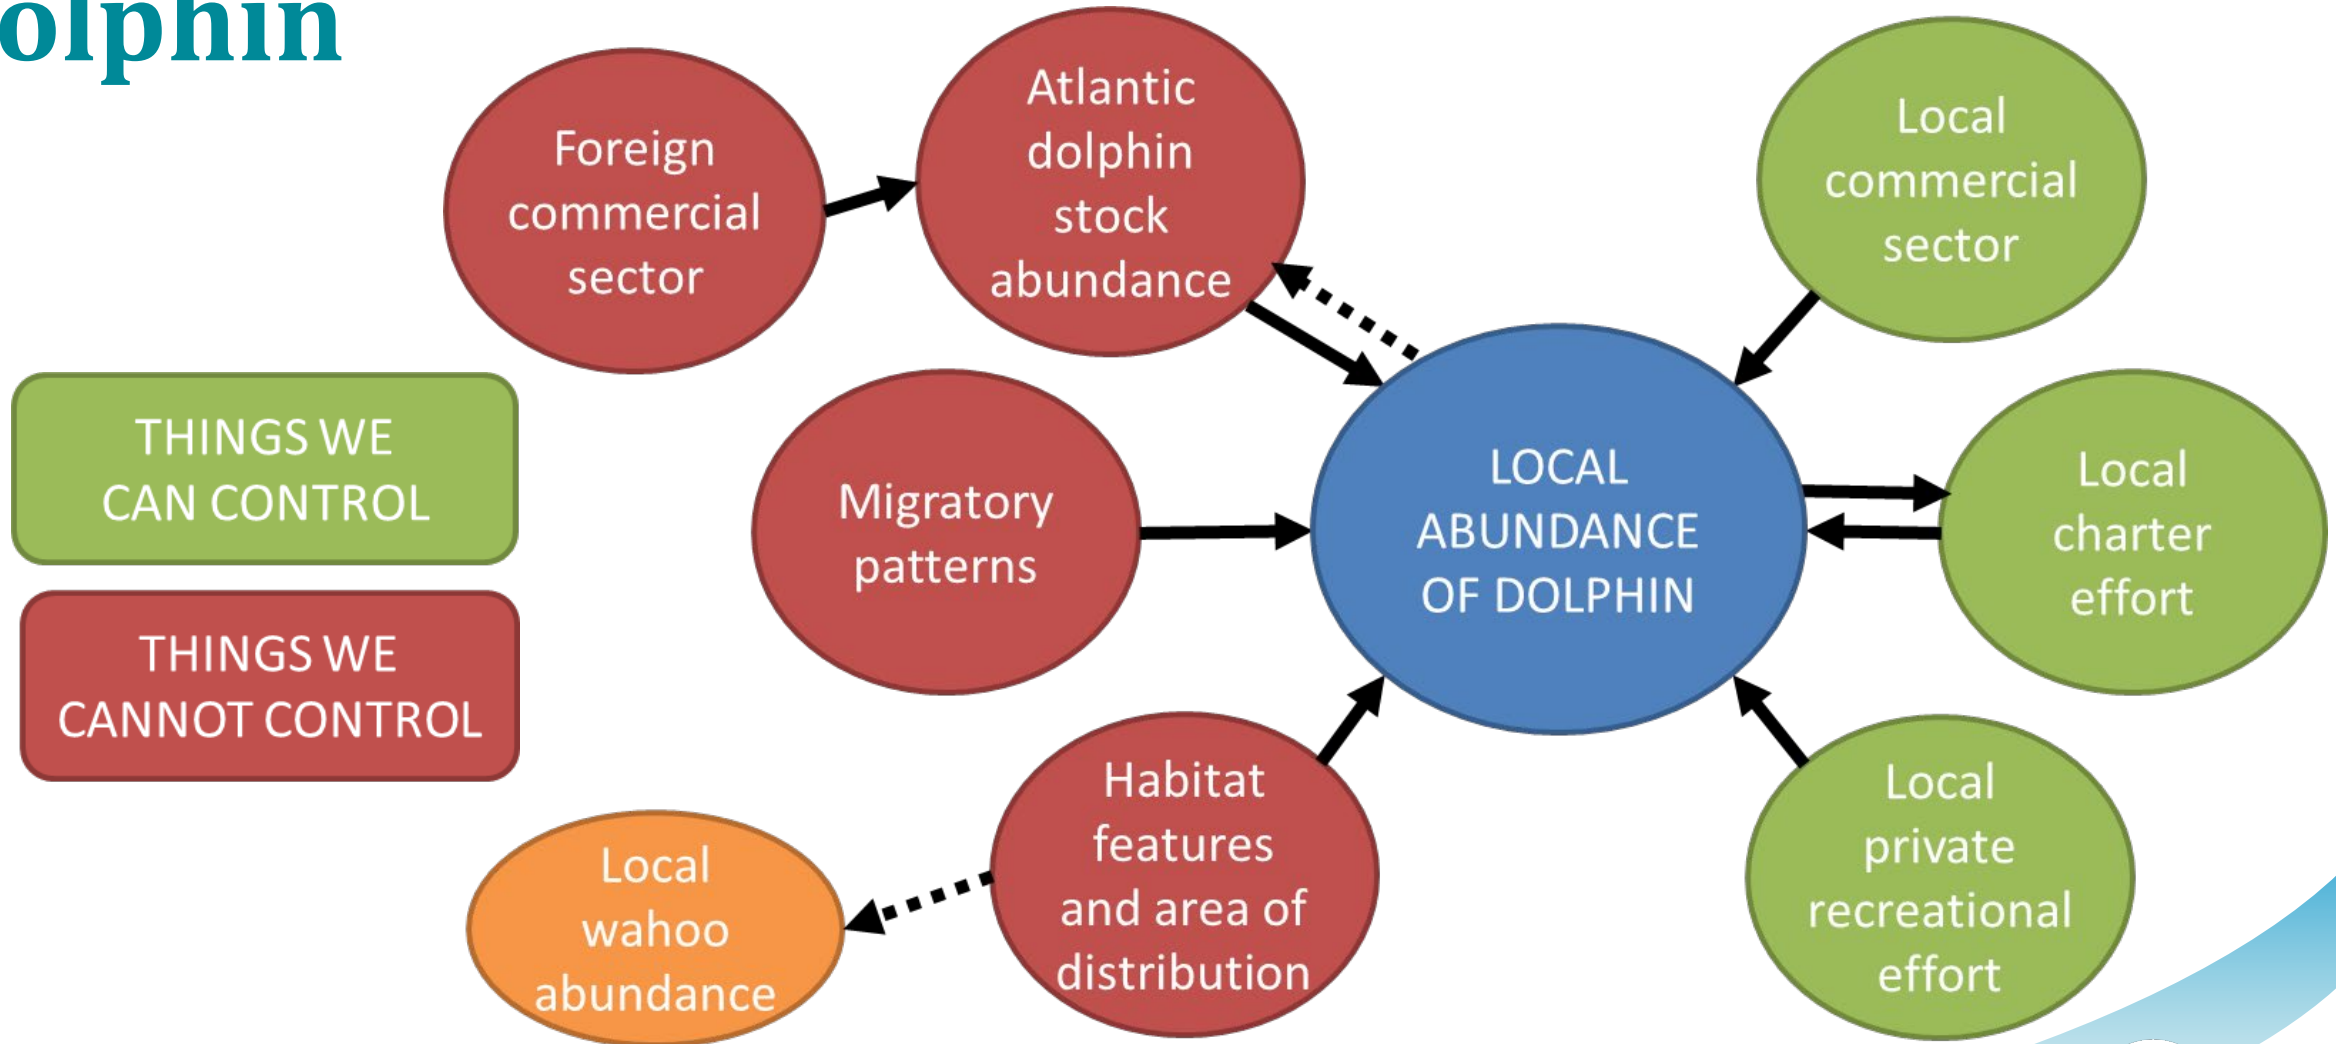 olphin
Foreign
commercial
sector
Atlantic
dolphin
stock
abundance
Local
commercial
sector
THINGS WE
CAN CONTROL
THINGS WE
CANNOT CONTROL
Migratory
patterns
LOCAL
ABUNDANCE
OF DOLPHIN
Local
charter
effort
Local
wahoo
abundance
Habitat
features
and area of
distribution
Local
private
recreational
effort